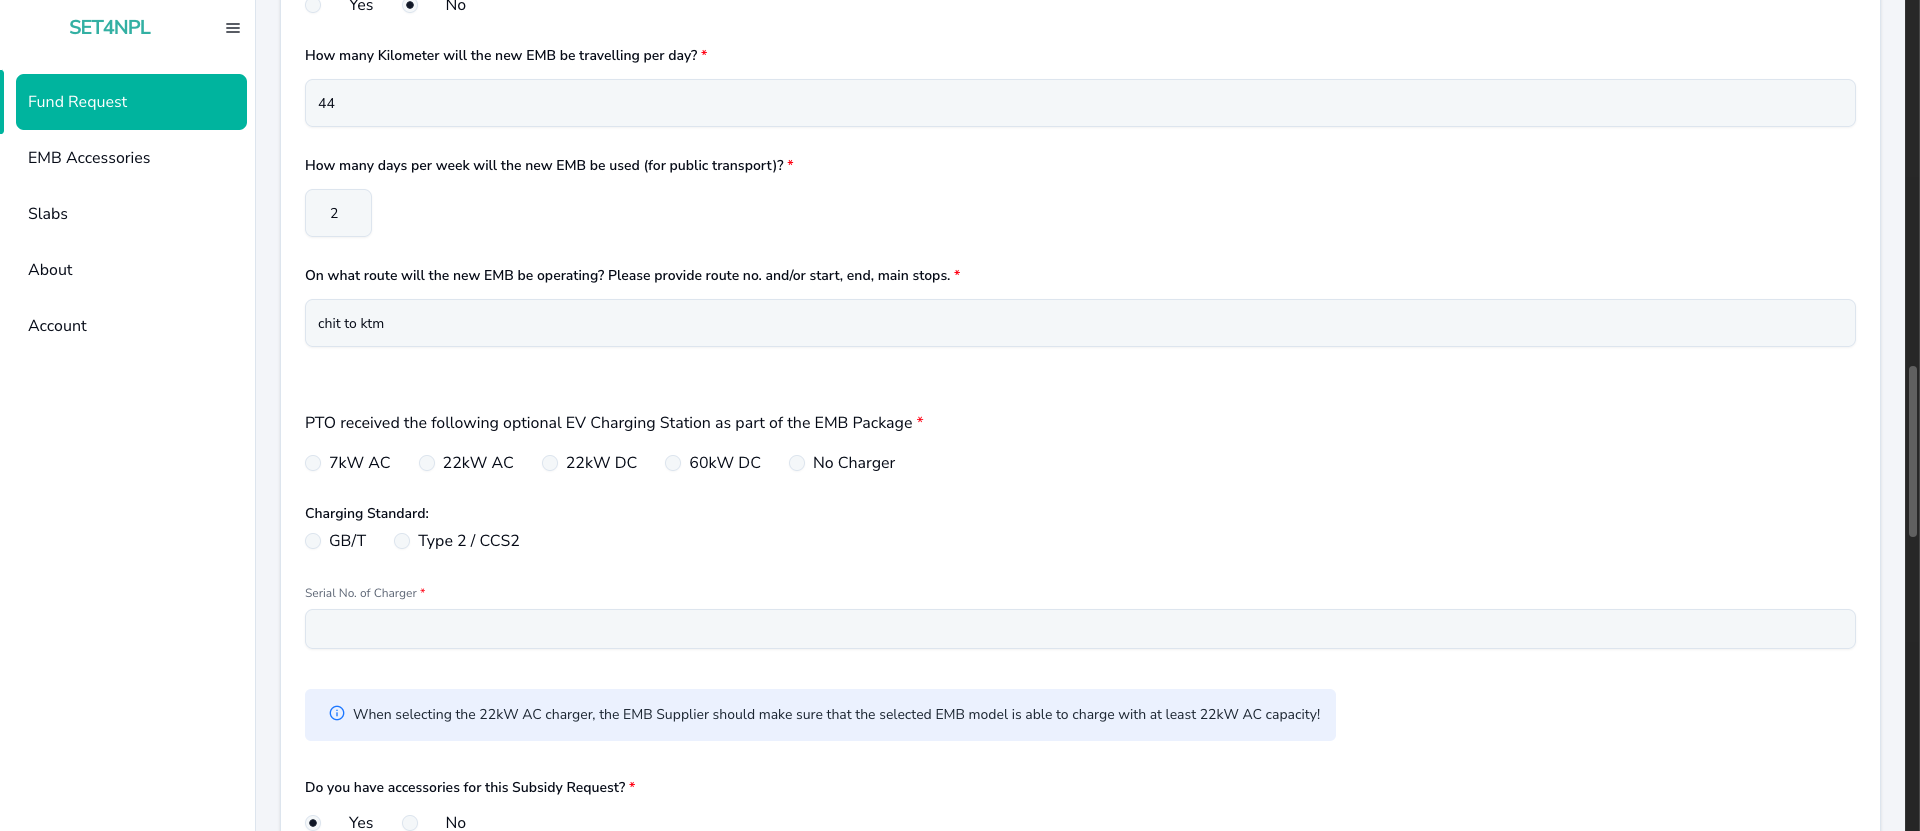 SET4NPL
Fund Request
EMB Accessories
Slabs
About
Account
Yes No
How many Kilometer will the new EMB be travelling per day? *
44
How many days per week will the new EMB be used (for public transport)? *
2
On what route will the new EMB be operating? Please provide route no. and/or start, end, main stops. *
chit to ktm
PTO received the following optional EV Charging Station as part of the EMB Package *
7kW AC 22kW AC 22kW DC 60kW DC No Charger
Charging Standard:
GB/T Type 2 / CCS2
Serial No. of Charger *
When selecting the 22kW AC charger, the EMB Supplier should make sure that the selected EMB model is able to charge with at least 22kW AC capacity!
Do you have accessories for this Subsidy Request? *
Yes No